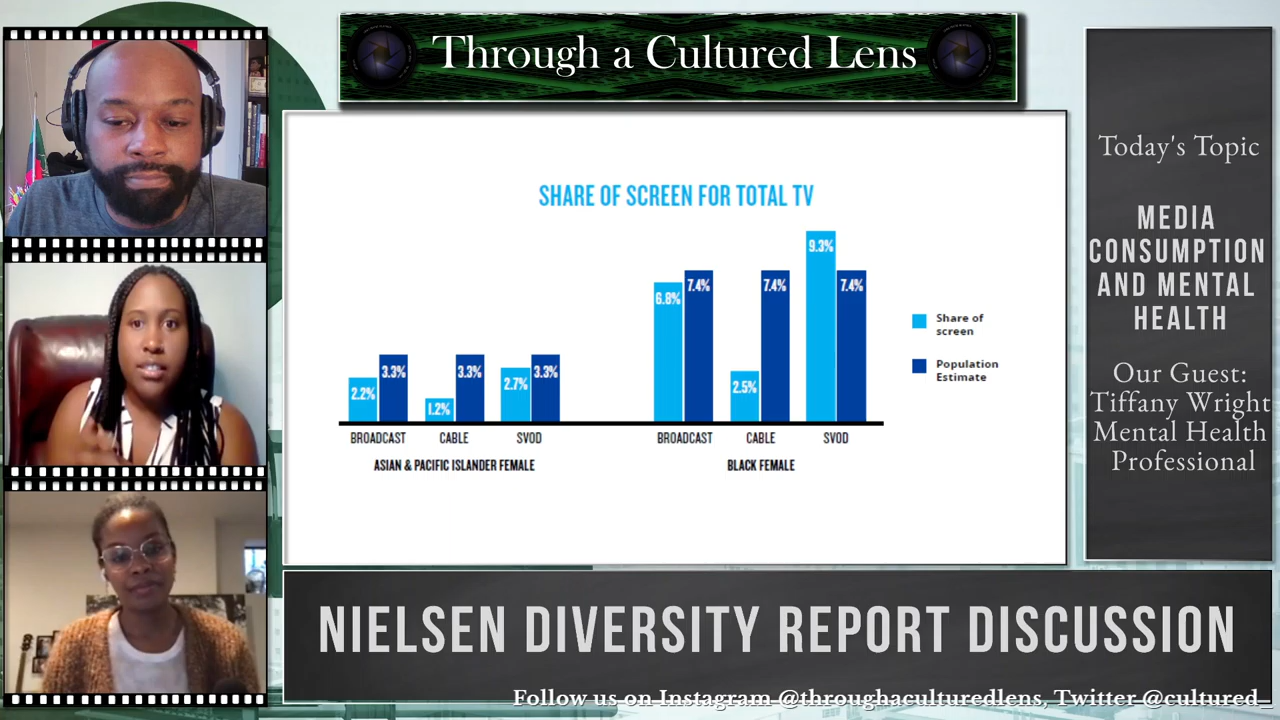 Through a Cultured Lens
SHARE OF SCREEN FOR TOTAL TV
2.2%
3.3%
1.2%
3.3%
2.7%
3.3%
6.8%
7.4%
2.5%
7.4%
9.3%
7.4%
BROADCAST
CABLE
SVOD
BROADCAST
CABLE
SVOD
ASIAN & PACIFIC ISLANDER FEMALE
BLACK FEMALE
Share of
screen
Population
Estimate
Today's Topic
MEDIA
CONSUMPTION
AND MENTAL
HEALTH
Our Guest:
Tiffany Wright
Mental Health
Professional
NIELSEN DIVERSITY REPORT DISCUSSION
Follow us on Instagram @throughaculturedlens, Twitter @cultured_